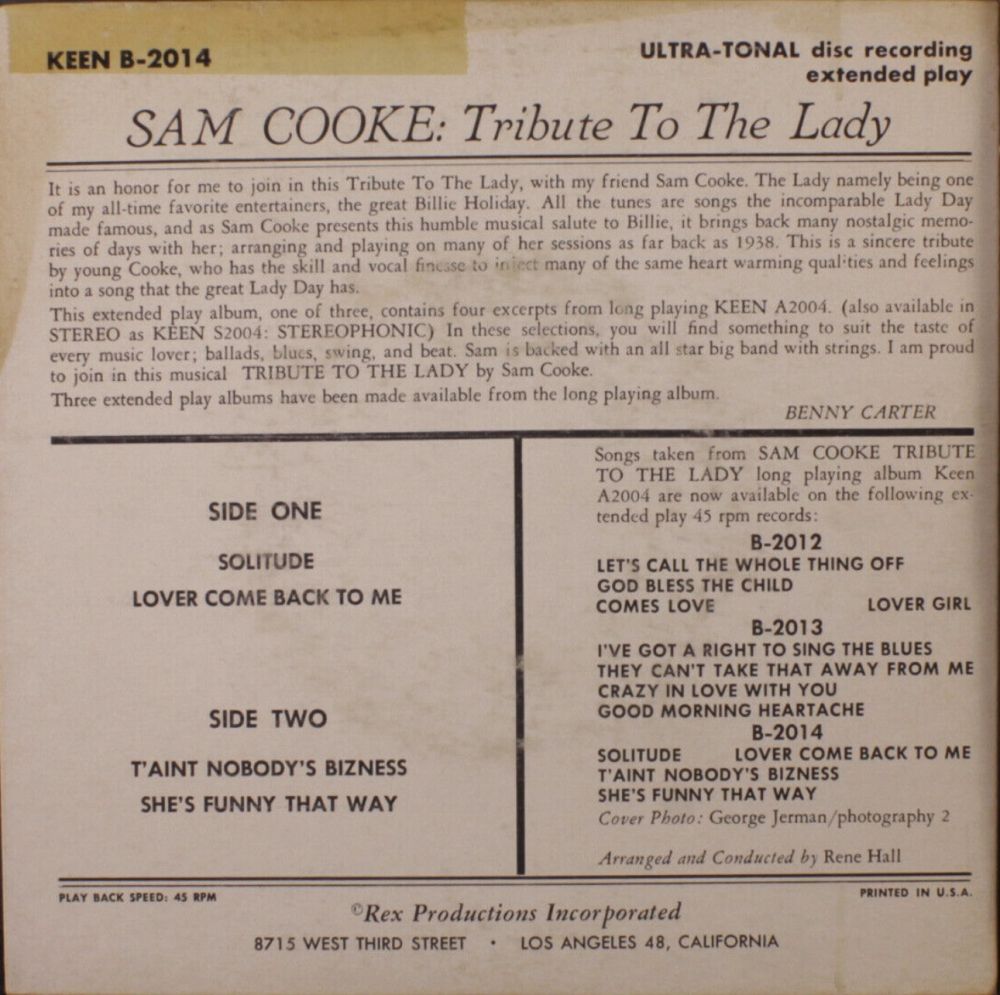 KEEN B-2014
ULTRA-TONAL disc recording
extended play
SAM COOKE: Tribute To The Lady
It is an honor for me to join in this Tribute To The Lady, with my friend Sam Cooke. The Lady namely being one
of my all-time favorite entertainers, the great Billie Holiday. All the tunes are songs the incomparable Lady Day
made famous, and as Sam Cooke presents this humble musical salute to Billie, it brings back many nostalgic memo-
ries of days with her; arranging and playing on many of her sessions as far back as 1938. This is a sincere tribute
by young Cooke, who has the skill and vocal finesse to inject many of the same heart warming qualities and feelings
into a song that the great Lady Day has.
This extended play album, one of three, contains four excerpts from long playing KEEN A2004. (also available in
STEREO as KEEN S2004: STEREOPHONIC) In these selections, you will find something to suit the taste of
every music lover; ballads, blues, swing, and beat. Sam is backed with an all star big band with strings. I am proud
to join in this musical TRIBUTE TO THE LADY by Sam Cooke.
Three extended play albums have been made available from the long playing album.
BENNY CARTER
SIDE ONE
SOLITUDE
LOVER COME BACK TO ME
SIDE TWO
T'AINT NOBODY'S BIZNESS
SHE'S FUNNY THAT WAY
Songs taken from SAM COOKE TRIBUTE
TO THE LADY long playing album Keen
A2004 are now available on the following ex-
tended play 45 rpm records:
B-2012
LET'S CALL THE WHOLE THING OFF
GOD BLESS THE CHILD
COMES LOVE LOVER GIRL
B-2013
I'VE GOT A RIGHT TO SING THE BLUES
THEY CAN'T TAKE THAT AWAY FROM ME
CRAZY IN LOVE WITH YOU
GOOD MORNING HEARTACHE
B-2014
SOLITUDE LOVER COME BACK TO ME
T'AINT NOBODY'S BIZNESS
SHE'S FUNNY THAT WAY
Cover Photo: George Jerman/photography 2
Arranged and Conducted by Rene Hall
PLAY BACK SPEED: 45 RPM
PRINTED IN U.S.A.
©Rex Productions Incorporated
8715 WEST THIRD STREET • LOS ANGELES 48, CALIFORNIA